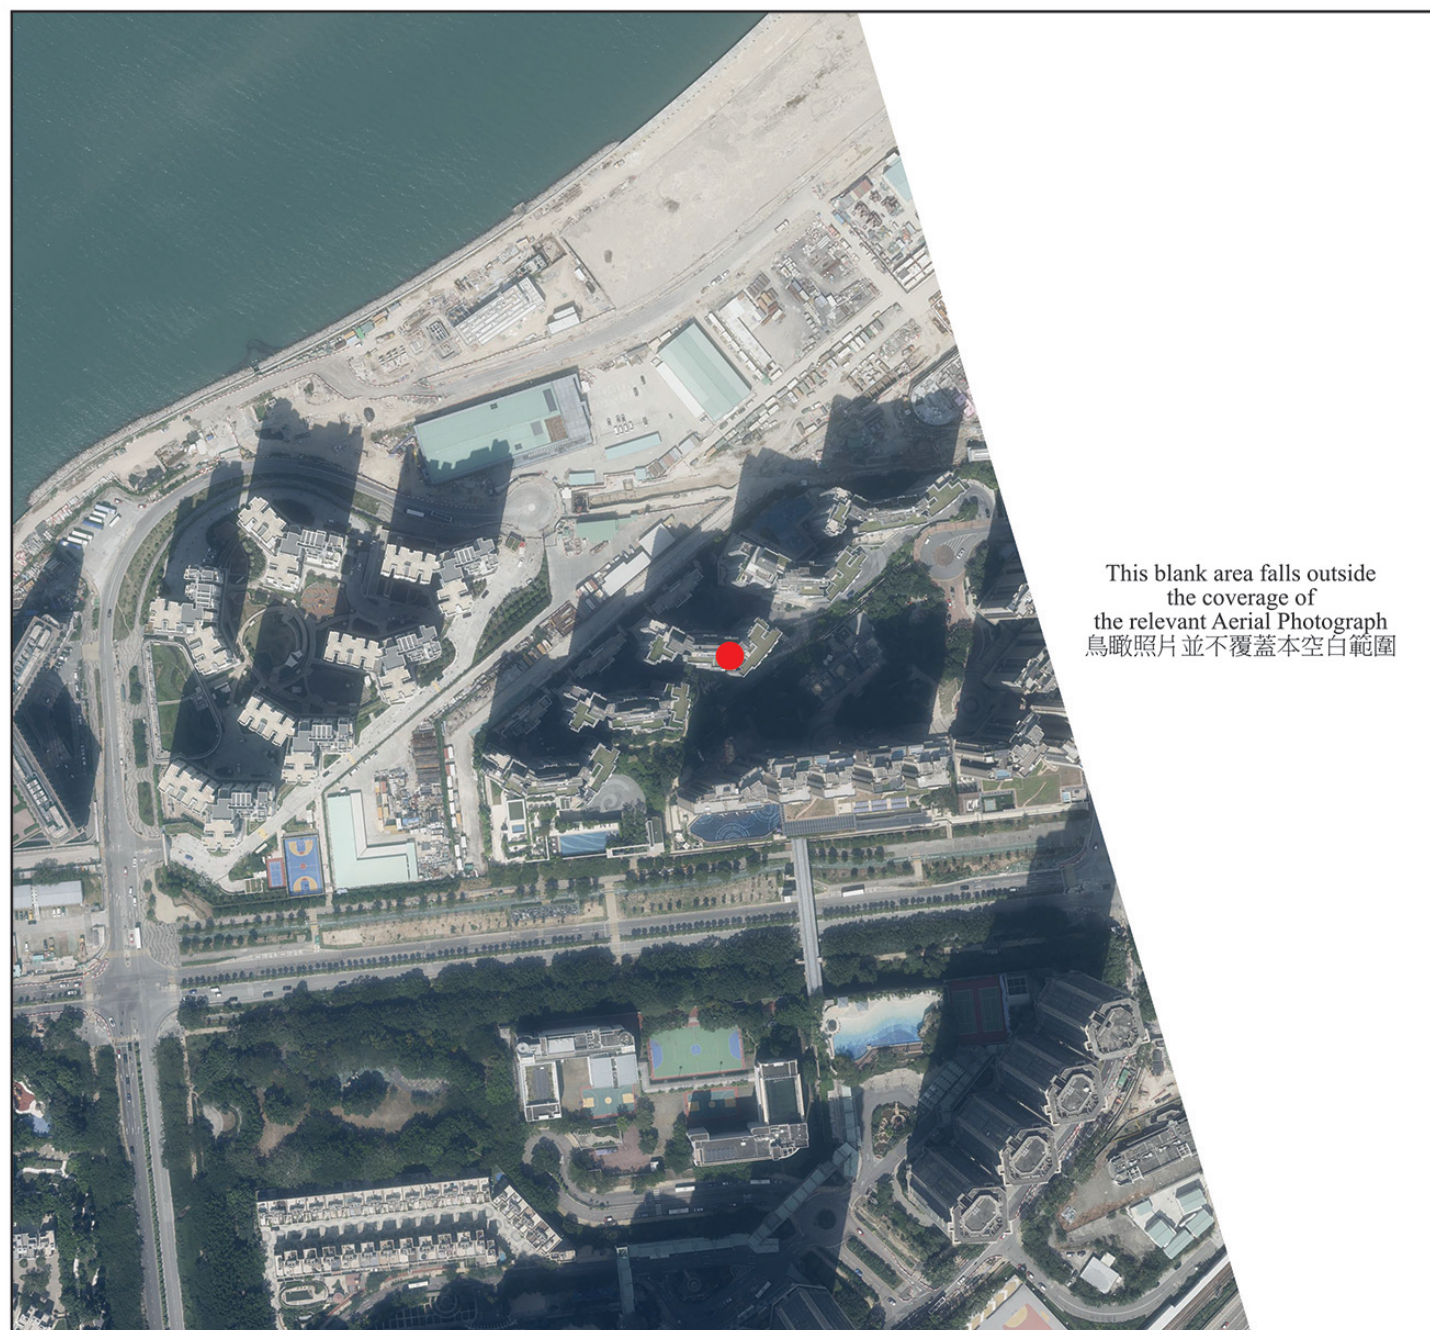 This blank area falls outside
the coverage of
the relevant Aerial Photograph
鳥瞰照片並不覆蓋本空白範圍